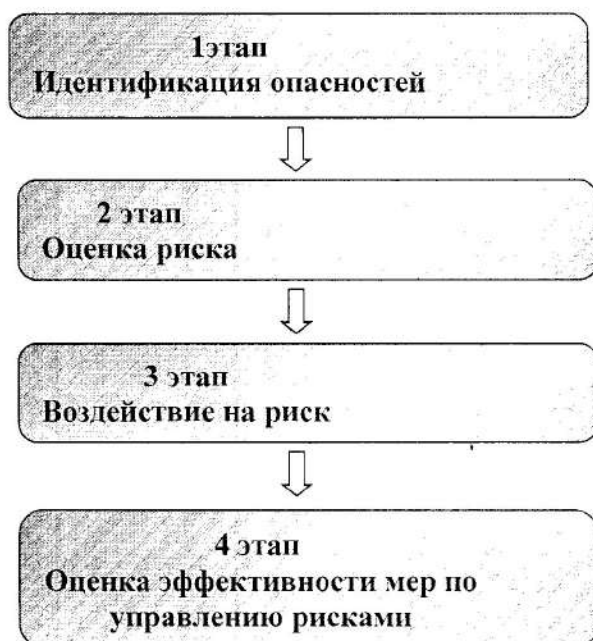 1этап
Идентификация опасностей
2 этап
Оценка риска
3 этап
Воздействие на риск
4 этап
Оценка эффективности мер по
управлению рисками